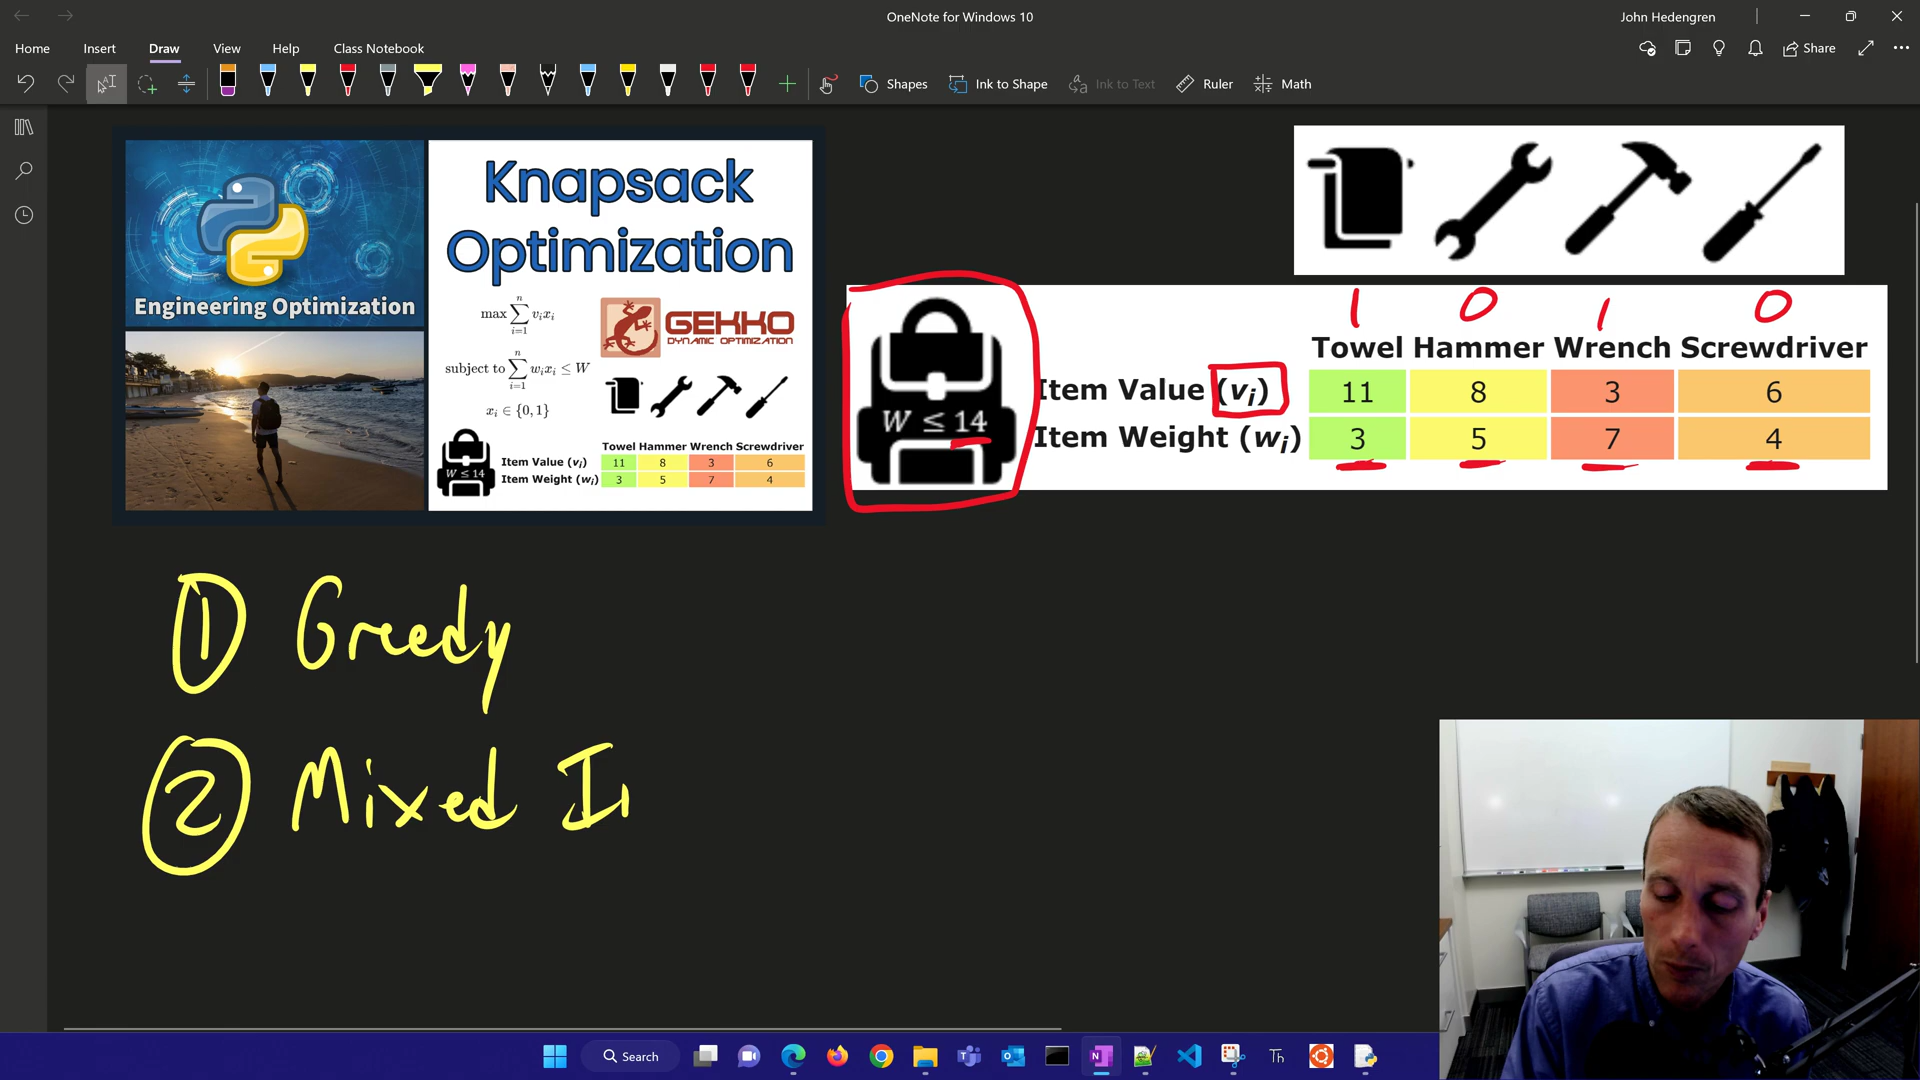 OneNote for Windows 10
John Hedengren
Home Insert Draw View Help Class Notebook
Share
Shapes Ink to Shape Ink to Text Ruler Math
Engineering Optimization
Knapsack
Optimization
max n∑i=1 vᵢxᵢ
subject to n∑i=1 wᵢxᵢ ≤ W
xᵢ ∈ {0, 1}
GEKKO
DYNAMIC OPTIMIZATION
Towel Hammer Wrench Screwdriver
Item Value (vᵢ) 11 8 3 6
W ≤ 14
Item Weight (wᵢ) 3 5 7 4
1 0 1 0
Towel Hammer Wrench Screwdriver
Item Value (vᵢ) 11 8 3 6
W ≤ 14
Item Weight (wᵢ) 3 5 7 4
① Greedy
② Mixed In
Search
Th